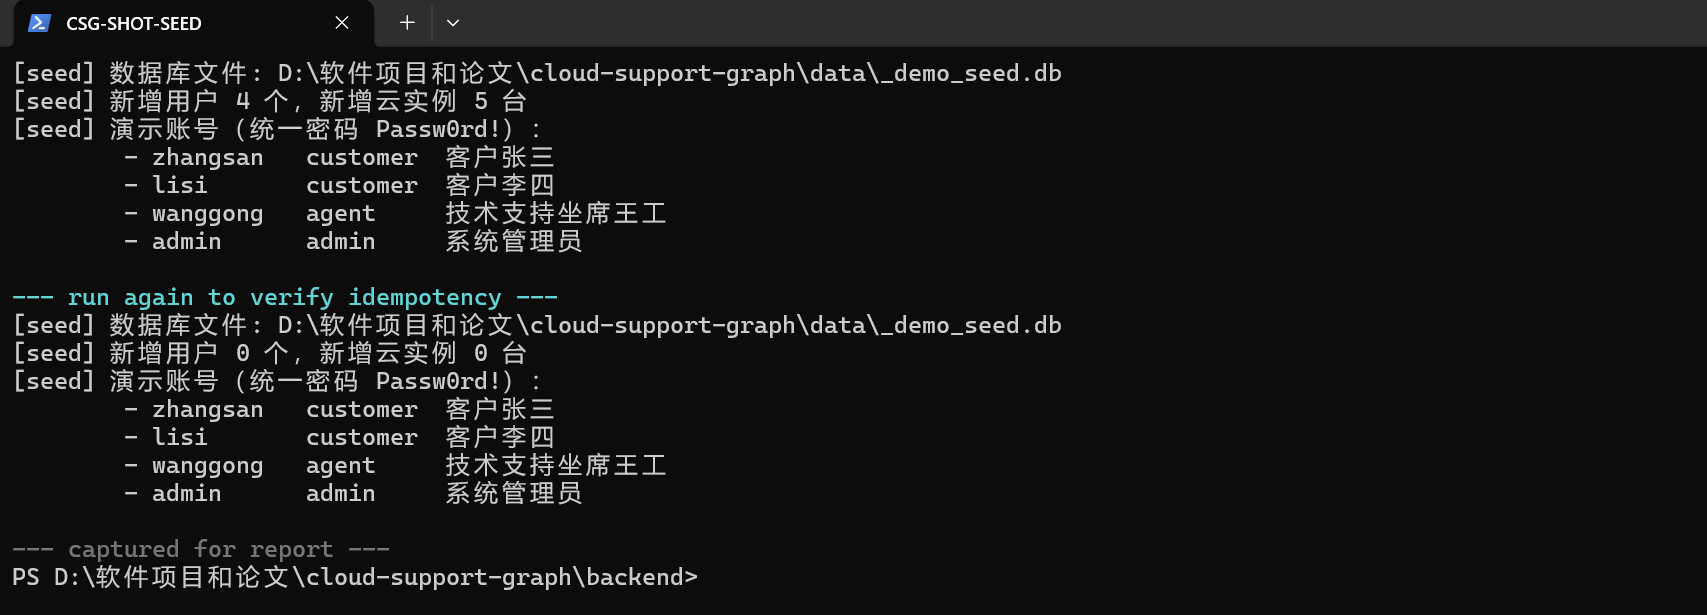 CSG-SHOT-SEED
[seed] 数据库文件: D:\软件项目和论文\cloud-support-graph\data\_demo_seed.db
[seed] 新增用户 4 个, 新增云实例 5 台
[seed] 演示账号（统一密码 Passw0rd!）:
- zhangsan customer 客户张三
- lisi customer 客户李四
- wanggong agent 技术支持坐席王工
- admin admin 系统管理员
--- run again to verify idempotency ---
[seed] 数据库文件: D:\软件项目和论文\cloud-support-graph\data\_demo_seed.db
[seed] 新增用户 0 个, 新增云实例 0 台
[seed] 演示账号（统一密码 Passw0rd!）:
- zhangsan customer 客户张三
- lisi customer 客户李四
- wanggong agent 技术支持坐席王工
- admin admin 系统管理员
--- captured for report ---
PS D:\软件项目和论文\cloud-support-graph\backend>